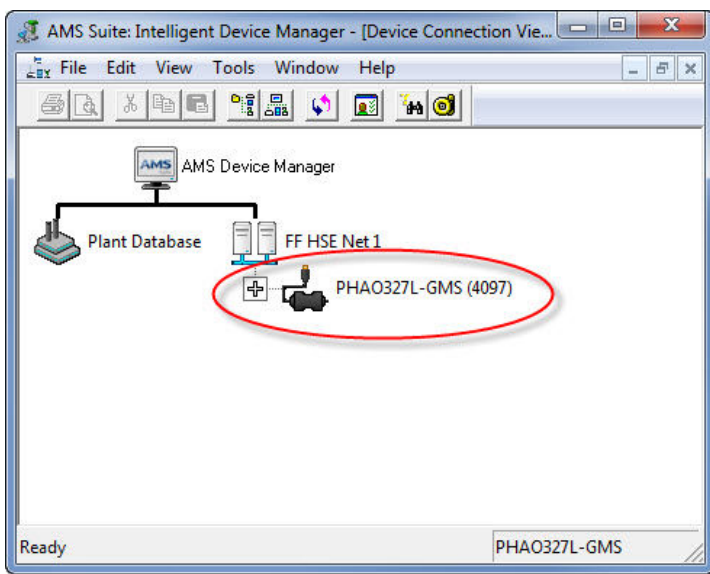 AMS Suite: Intelligent Device Manager - [Device Connection Vie...
File Edit View Tools Window Help
AMS
AMS Device Manager
Plant Database
FF HSE Net 1
PHAO327L-GMS (4097)
Ready
PHAO327L-GMS